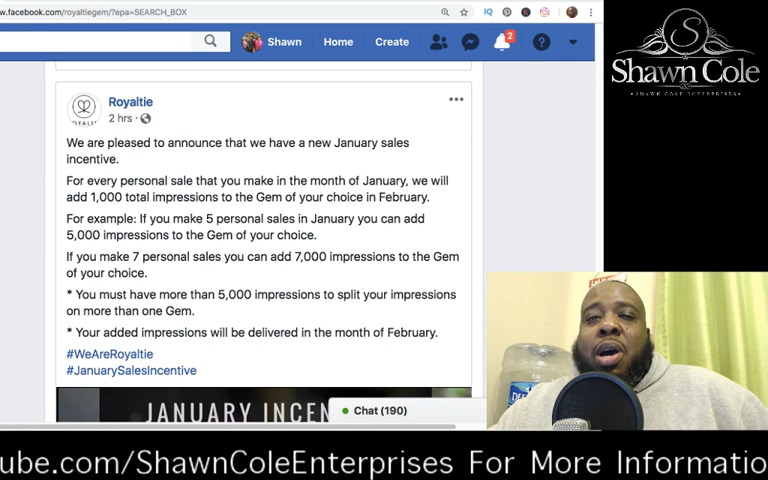 w.facebook.com/royaltiegem/?epa=SEARCH_BOX
IQ
Shawn Home Create
2
Royaltie
2 hrs
We are pleased to announce that we have a new January sales
incentive.
For every personal sale that you make in the month of January, we will
add 1,000 total impressions to the Gem of your choice in February.
For example: If you make 5 personal sales in January you can add
5,000 impressions to the Gem of your choice.
If you make 7 personal sales you can add 7,000 impressions to the Gem
of your choice.
* You must have more than 5,000 impressions to split your impressions
on more than one Gem.
* Your added impressions will be delivered in the month of February.
#WeAreRoyaltie
#JanuarySalesIncentive
JANUARY INCEN
Chat (190)
S
Shawn Cole
SHAWN COLE ENTERPRISES
ube.com/ShawnColeEnterprises For More Informatio